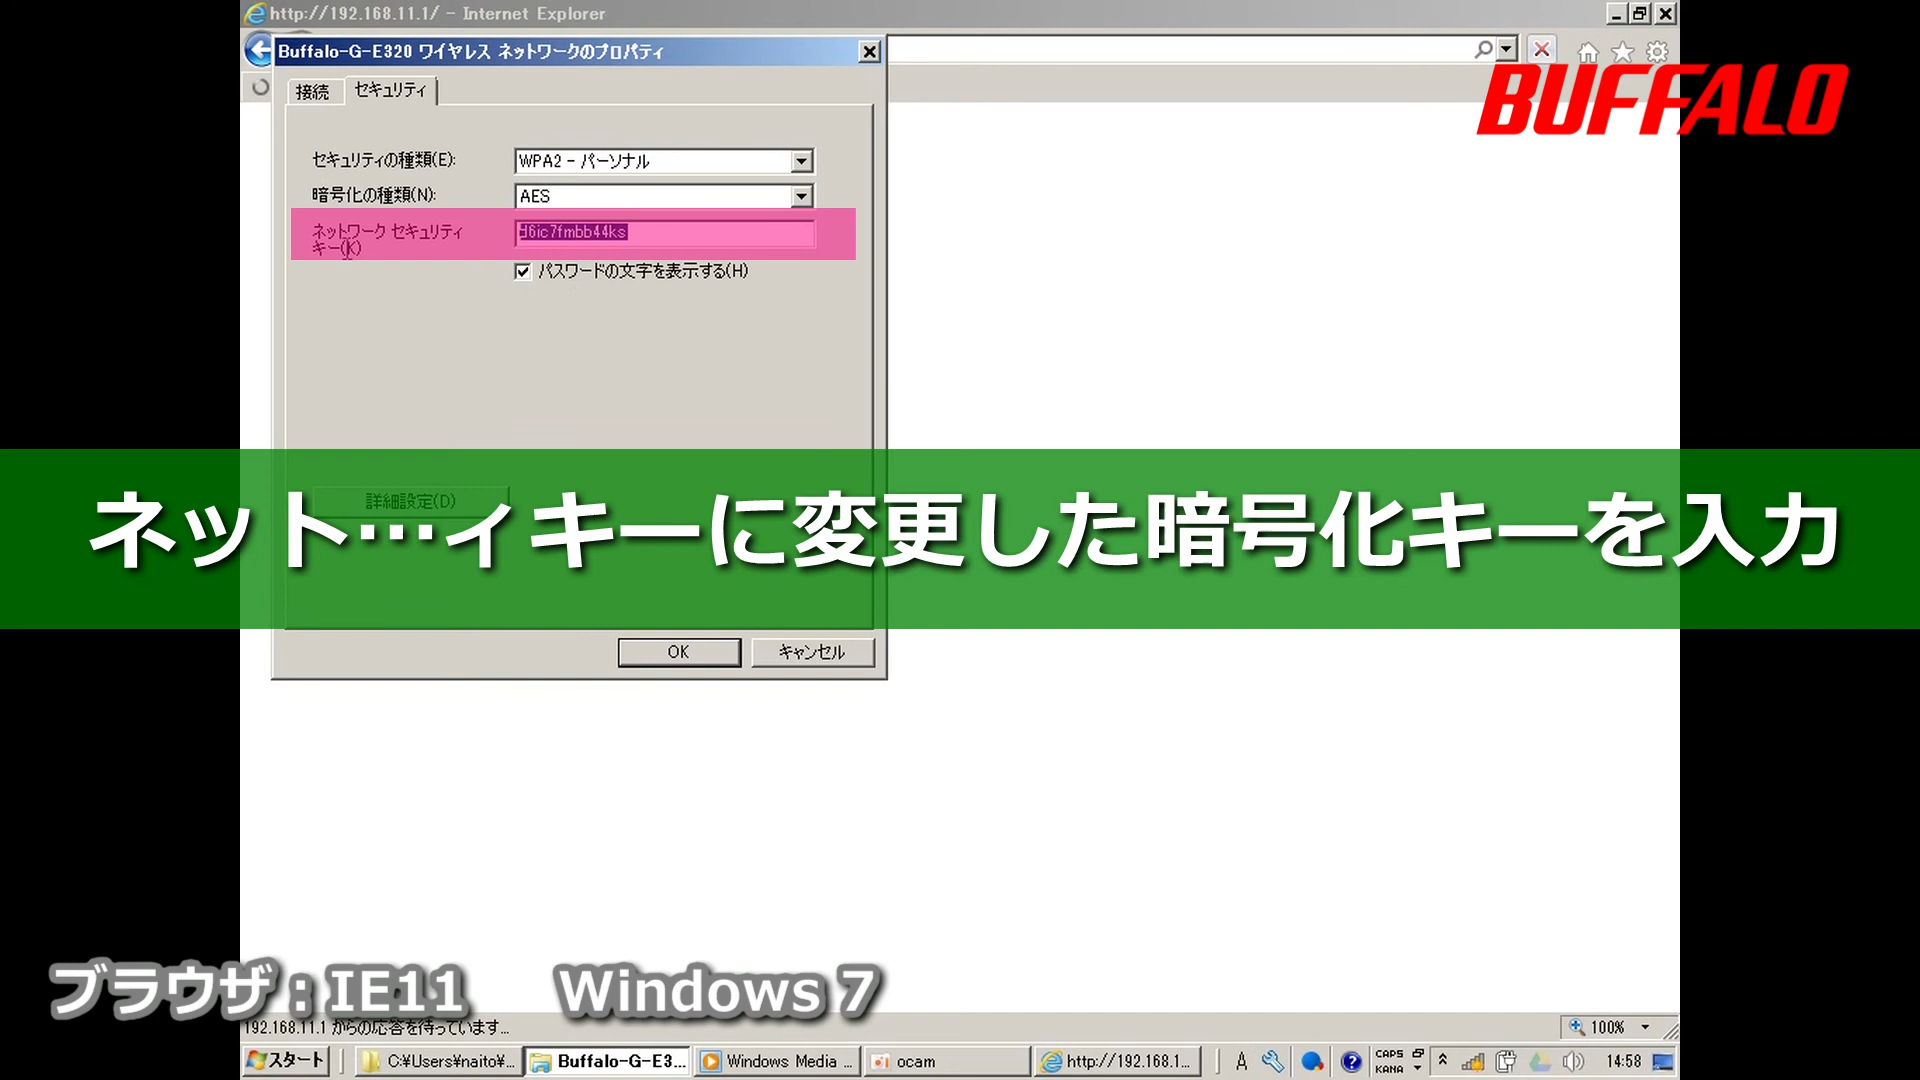 http://192.168.11.1/ - Internet Explorer
Buffalo-G-E320 ワイヤレス ネットワークのプロパティ
BUFFALO
接続 セキュリティ
セキュリティの種類(E): WPA2 - パーソナル
暗号化の種類(N): AES
ネットワーク セキュリティ
キー(K) d6ic7fmbb44ks
パスワードの文字を表示する(H)
詳細設定(D)
ネット…ィキーに変更した暗号化キーを入力
OK キャンセル
ブラウザ：IE11 Windows 7
192.168.11.1 からの応答を待っています...
100%
スタート C:¥Users¥naito¥... Buffalo-G-E3... Windows Media ... ocam http://192.168.1... A CAPS KANA 14:58